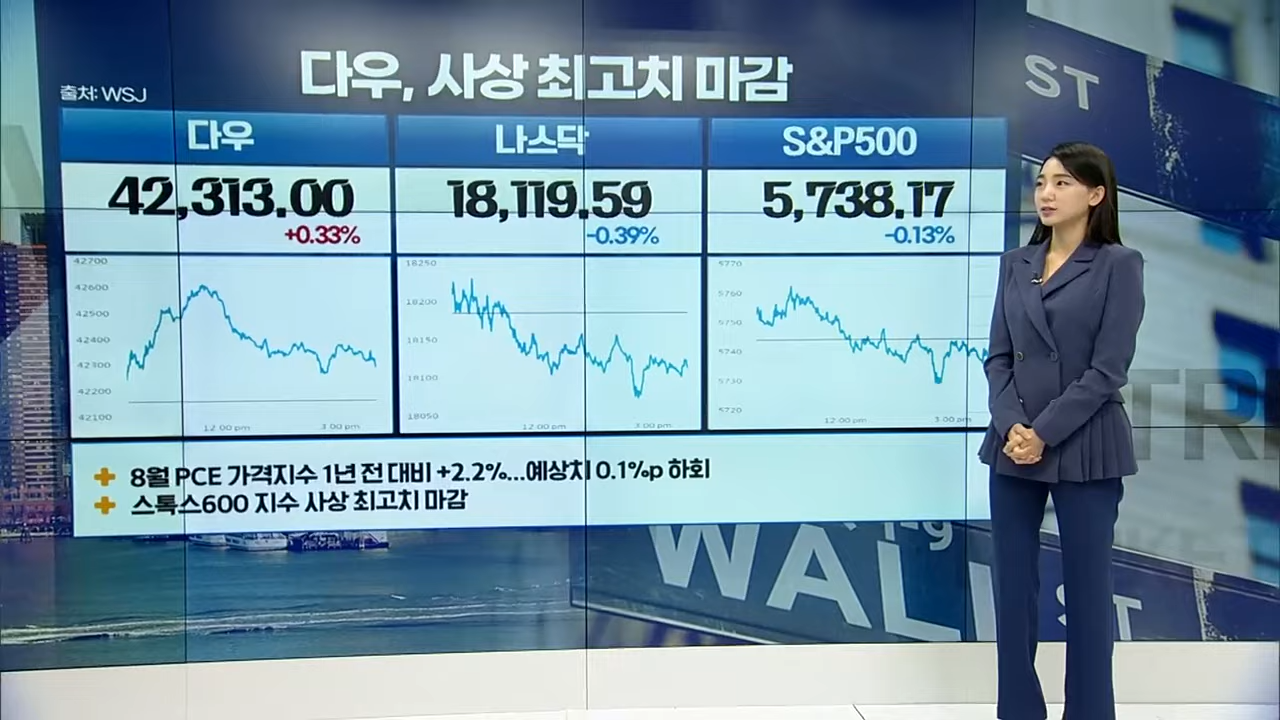 다우, 사상 최고치 마감
출처: WSJ
다우
나스닥
S&P500
42,313.00
18,119.59
5,738.17
+0.33%
-0.39%
-0.13%
42700
42600
42500
42400
42300
42200
42100
12:00 pm
3:00 pm
18250
18200
18150
18100
18050
12:00 pm
3:00 pm
5770
5760
5750
5740
5730
5720
12:00 pm
3:00 pm
8월 PCE 가격지수 1년 전 대비 +2.2%...예상치 0.1%p 하회
스톡스600 지수 사상 최고치 마감
ST
TR
1-9
WALL
ST